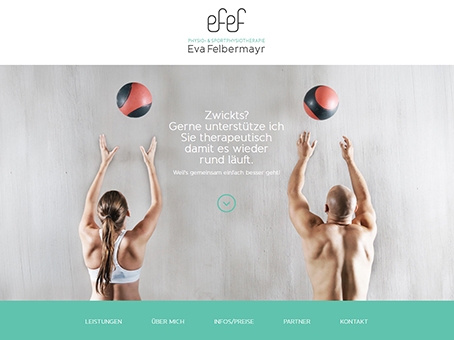 efef
PHYSIO- & SPORTPHYSIOTHERAPIE
Eva Felbermayr
Zwickts?
Gerne unterstütze ich
Sie therapeutisch
damit es wieder
rund läuft.
Weil's gemeinsam einfach besser geht!
LEISTUNGEN ÜBER MICH INFOS/PREISE PARTNER KONTAKT